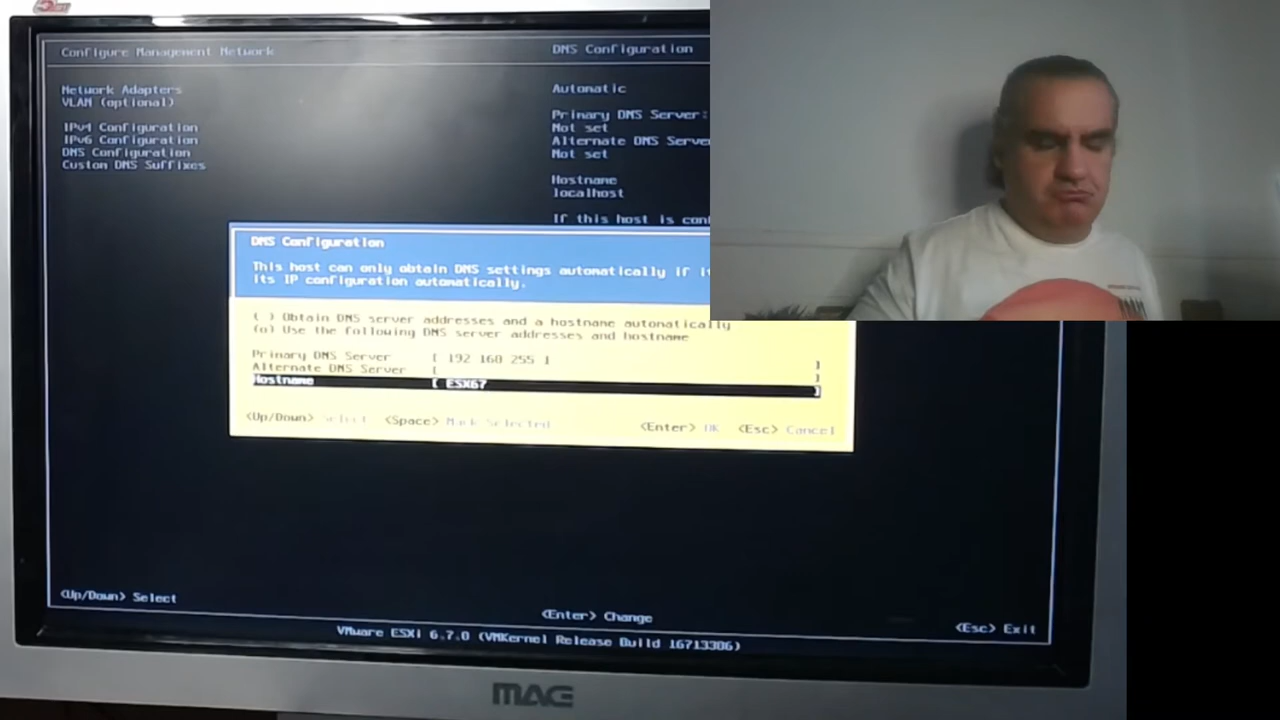 Configure Management Network
DNS Configuration
Network Adapters
VLAN (optional)
IPv4 Configuration
IPv6 Configuration
DNS Configuration
Custom DNS Suffixes
Automatic
Primary DNS Server:
Not set
Alternate DNS Serve
Not set
Hostname
localhost
If this host is con
DNS Configuration
This host can only obtain DNS settings automatically if it
its IP configuration automatically.
( ) Obtain DNS server addresses and a hostname automatically
(o) Use the following DNS server addresses and hostname
Primary DNS Server [ 192 168 255 1 ]
Alternate DNS Server [ ]
Hostname [ ESX67 ]
<Up/Down> Select <Space> Mark Selected <Enter> OK <Esc> Cancel
<Up/Down> Select
<Enter> Change
<Esc> Exit
VMware ESXi 6.7.0 (VMKernel Release Build 16713306)
MAG